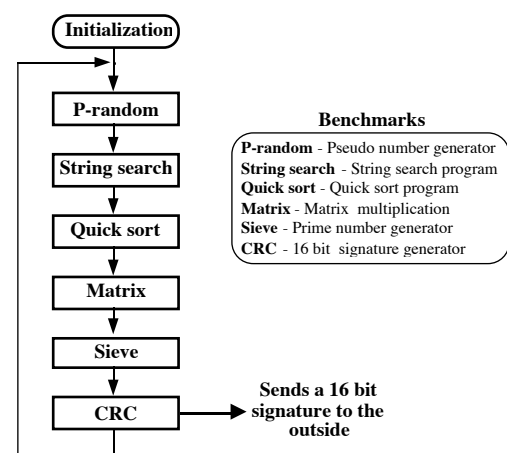 Initialization
P-random
String search
Quick sort
Matrix
Sieve
CRC
Benchmarks
P-random - Pseudo number generator
String search - String search program
Quick sort - Quick sort program
Matrix - Matrix multiplication
Sieve - Prime number generator
CRC - 16 bit signature generator
Sends a 16 bit
signature to the
outside